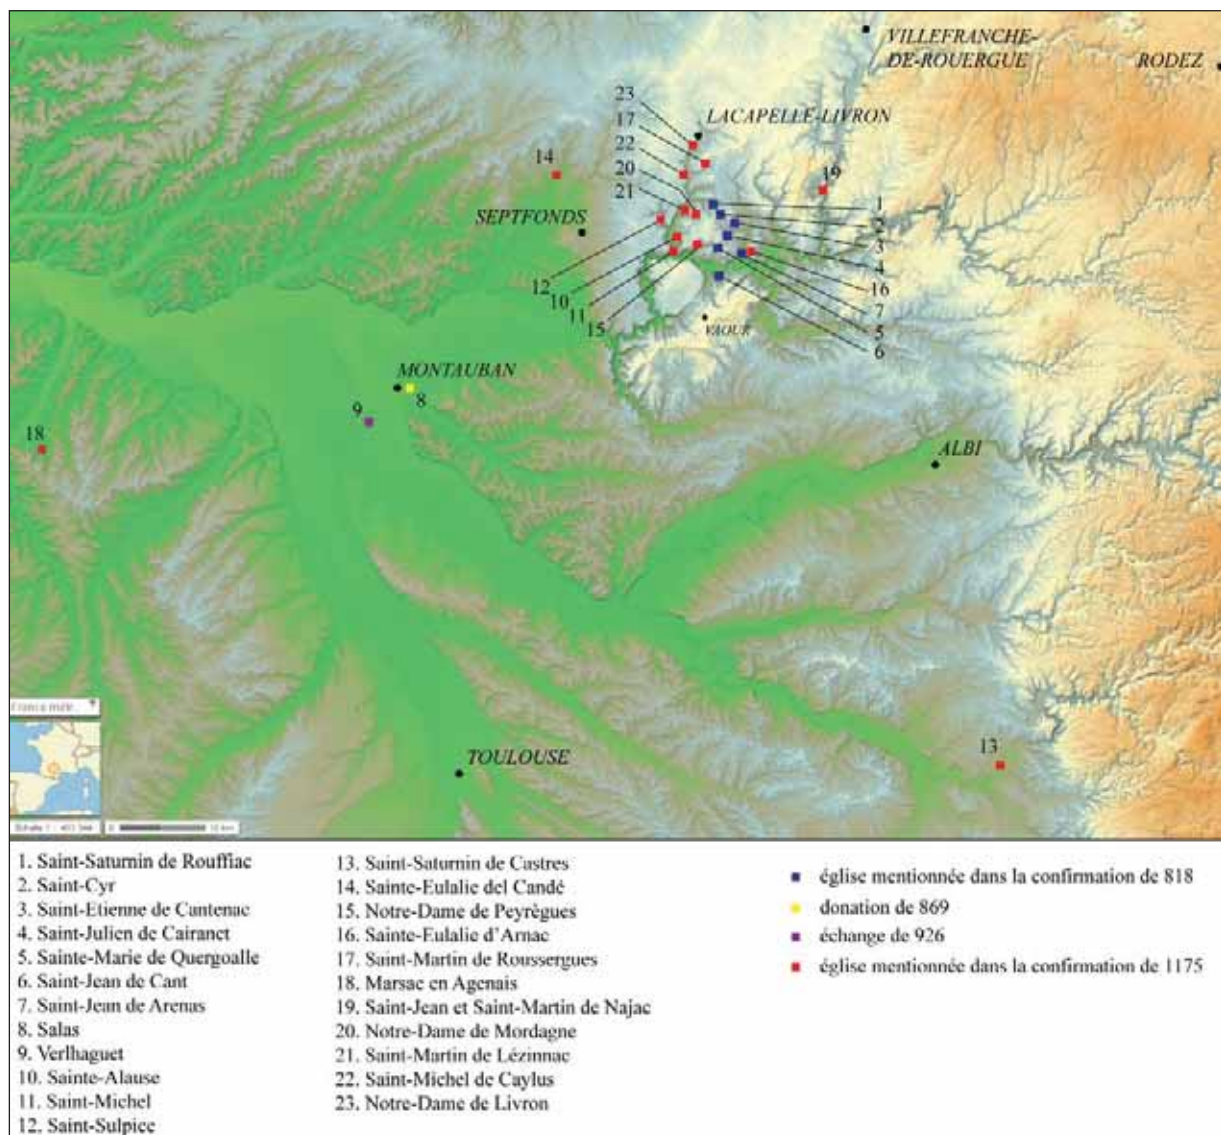 VILLEFRANCHE-
DE-ROUERGUE
RODEZ
23
LACAPELLE-LIVRON
17
22
14
20
19
21
1
SEPTFONDS
2
3
4
12
16
10
11
7
15
5
VAOUR
6
MONTAUBAN
8
9
18
ALBI
13
TOULOUSE
0
1. Saint-Saturnin de Rouffiac
2. Saint-Cyr
3. Saint-Etienne de Cantenac
4. Saint-Julien de Cairanet
5. Sainte-Marie de Quergoalle
6. Saint-Jean de Cant
7. Saint-Jean de Arenas
8. Salas
9. Verlhaguet
10. Sainte-Alause
11. Saint-Michel
12. Saint-Sulpice
13. Saint-Saturnin de Castres
14. Sainte-Eulalie del Candé
15. Notre-Dame de Peyrègues
16. Sainte-Eulalie d'Arnac
17. Saint-Martin de Roussergues
18. Marsac en Agenais
19. Saint-Jean et Saint-Martin de Najac
20. Notre-Dame de Mordagne
21. Saint-Martin de Lézinnac
22. Saint-Michel de Caylus
23. Notre-Dame de Livron
église mentionnée dans la confirmation de 818
donation de 869
échange de 926
église mentionnée dans la confirmation de 1175